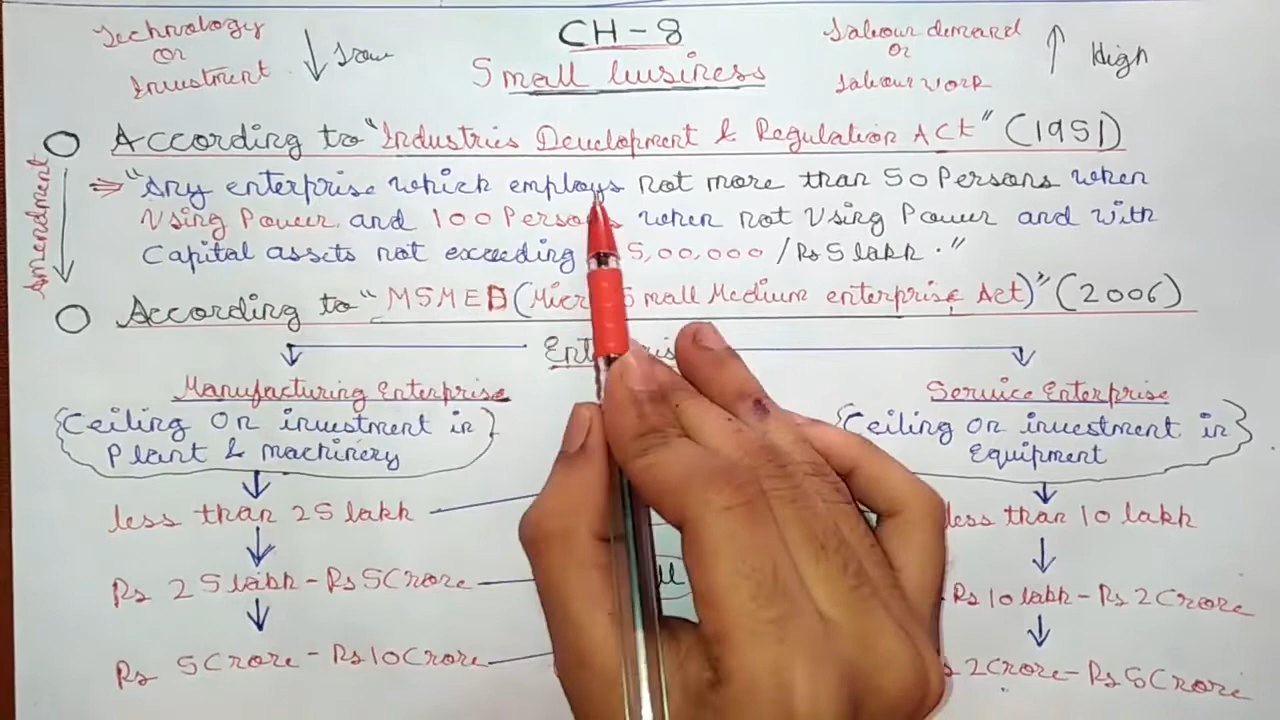 CH-8
Small business
Technology
or
Investment
↓ Low
Labour demand
or
Labour work
↑ High
According to "Industries Development & Regulation Act" (1951)
Amendment
⇒ "Any enterprise which employs not more than 50 Persons when
Using Power and 100 Persons when not Using Power and with
Capital assets not exceeding 5,00,000 / Rs 5 lakh."
According to "MSMED (Micro Small Medium enterprise Act)" (2006)
Enterprise
Manufacturing Enterprise
Service Enterprise
Ceiling On investment in
Plant & machinery
Ceiling On investment in
Equipment
less than 25 lakh
less than 10 lakh
Rs 25 lakh - Rs 5 Crore
Rs 10 lakh - Rs 2 Crore
Rs 5 Crore - Rs 10 Crore
2 Crore - Rs 5 Crore